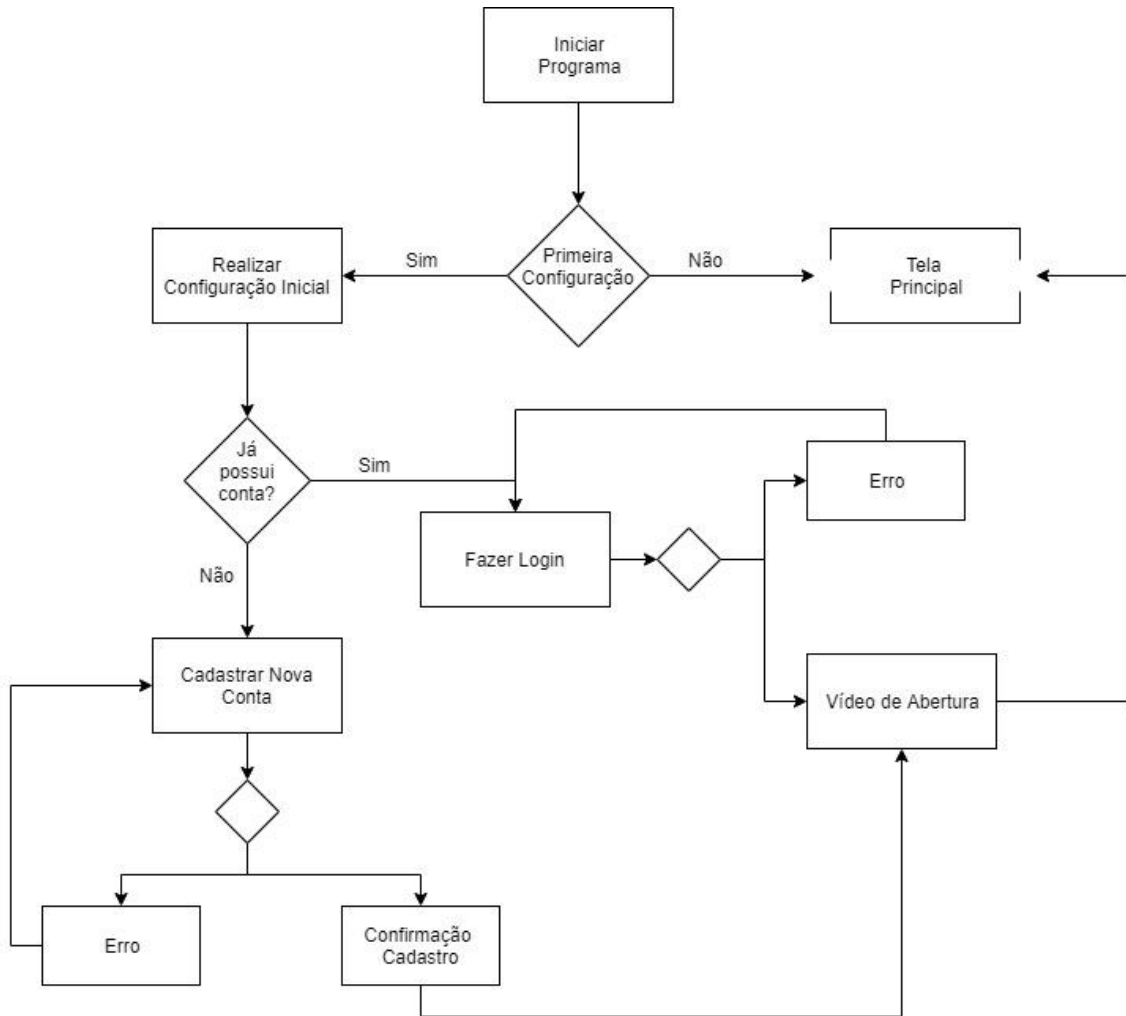 Iniciar
Programa
Realizar
Configuração Inicial
Sim
Primeira
Configuração
Não
Tela
Principal
Já
possui
conta?
Sim
Erro
Fazer Login
Não
Cadastrar Nova
Conta
Vídeo de Abertura
Erro
Confirmação
Cadastro